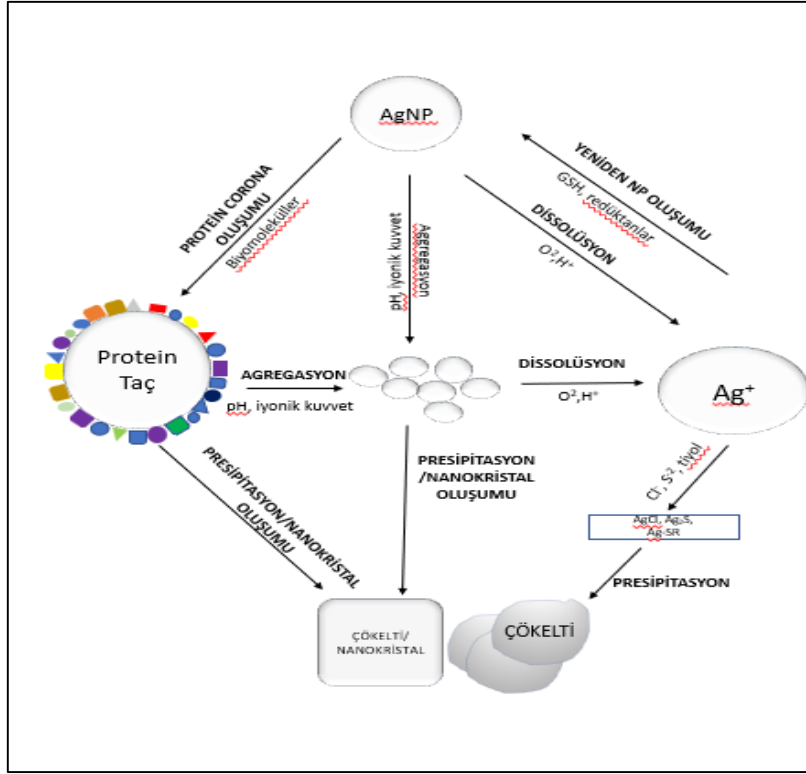 AgNP
PROTEİN CORONA
OLUŞUMU
Biyomoleküller
pH, iyonik kuvvet
Aggregasyon
DİSSOLÜSYON
O²,H⁺
YENİDEN NP OLUŞUMU
GSH, redüktanlar
Protein
Taç
AGREGASYON
pH, iyonik kuvvet
DİSSOLÜSYON
O²,H⁺
Ag⁺
PRESİPİTASYON/NANOKRİSTAL
OLUŞUMU
PRESİPİTASYON
/NANOKRİSTAL
OLUŞUMU
Cl⁻, S⁻², tiyol
AgCl, Ag₂S,
Ag-SR
PRESİPİTASYON
ÇÖKELTİ/
NANOKRİSTAL
ÇÖKELTİ